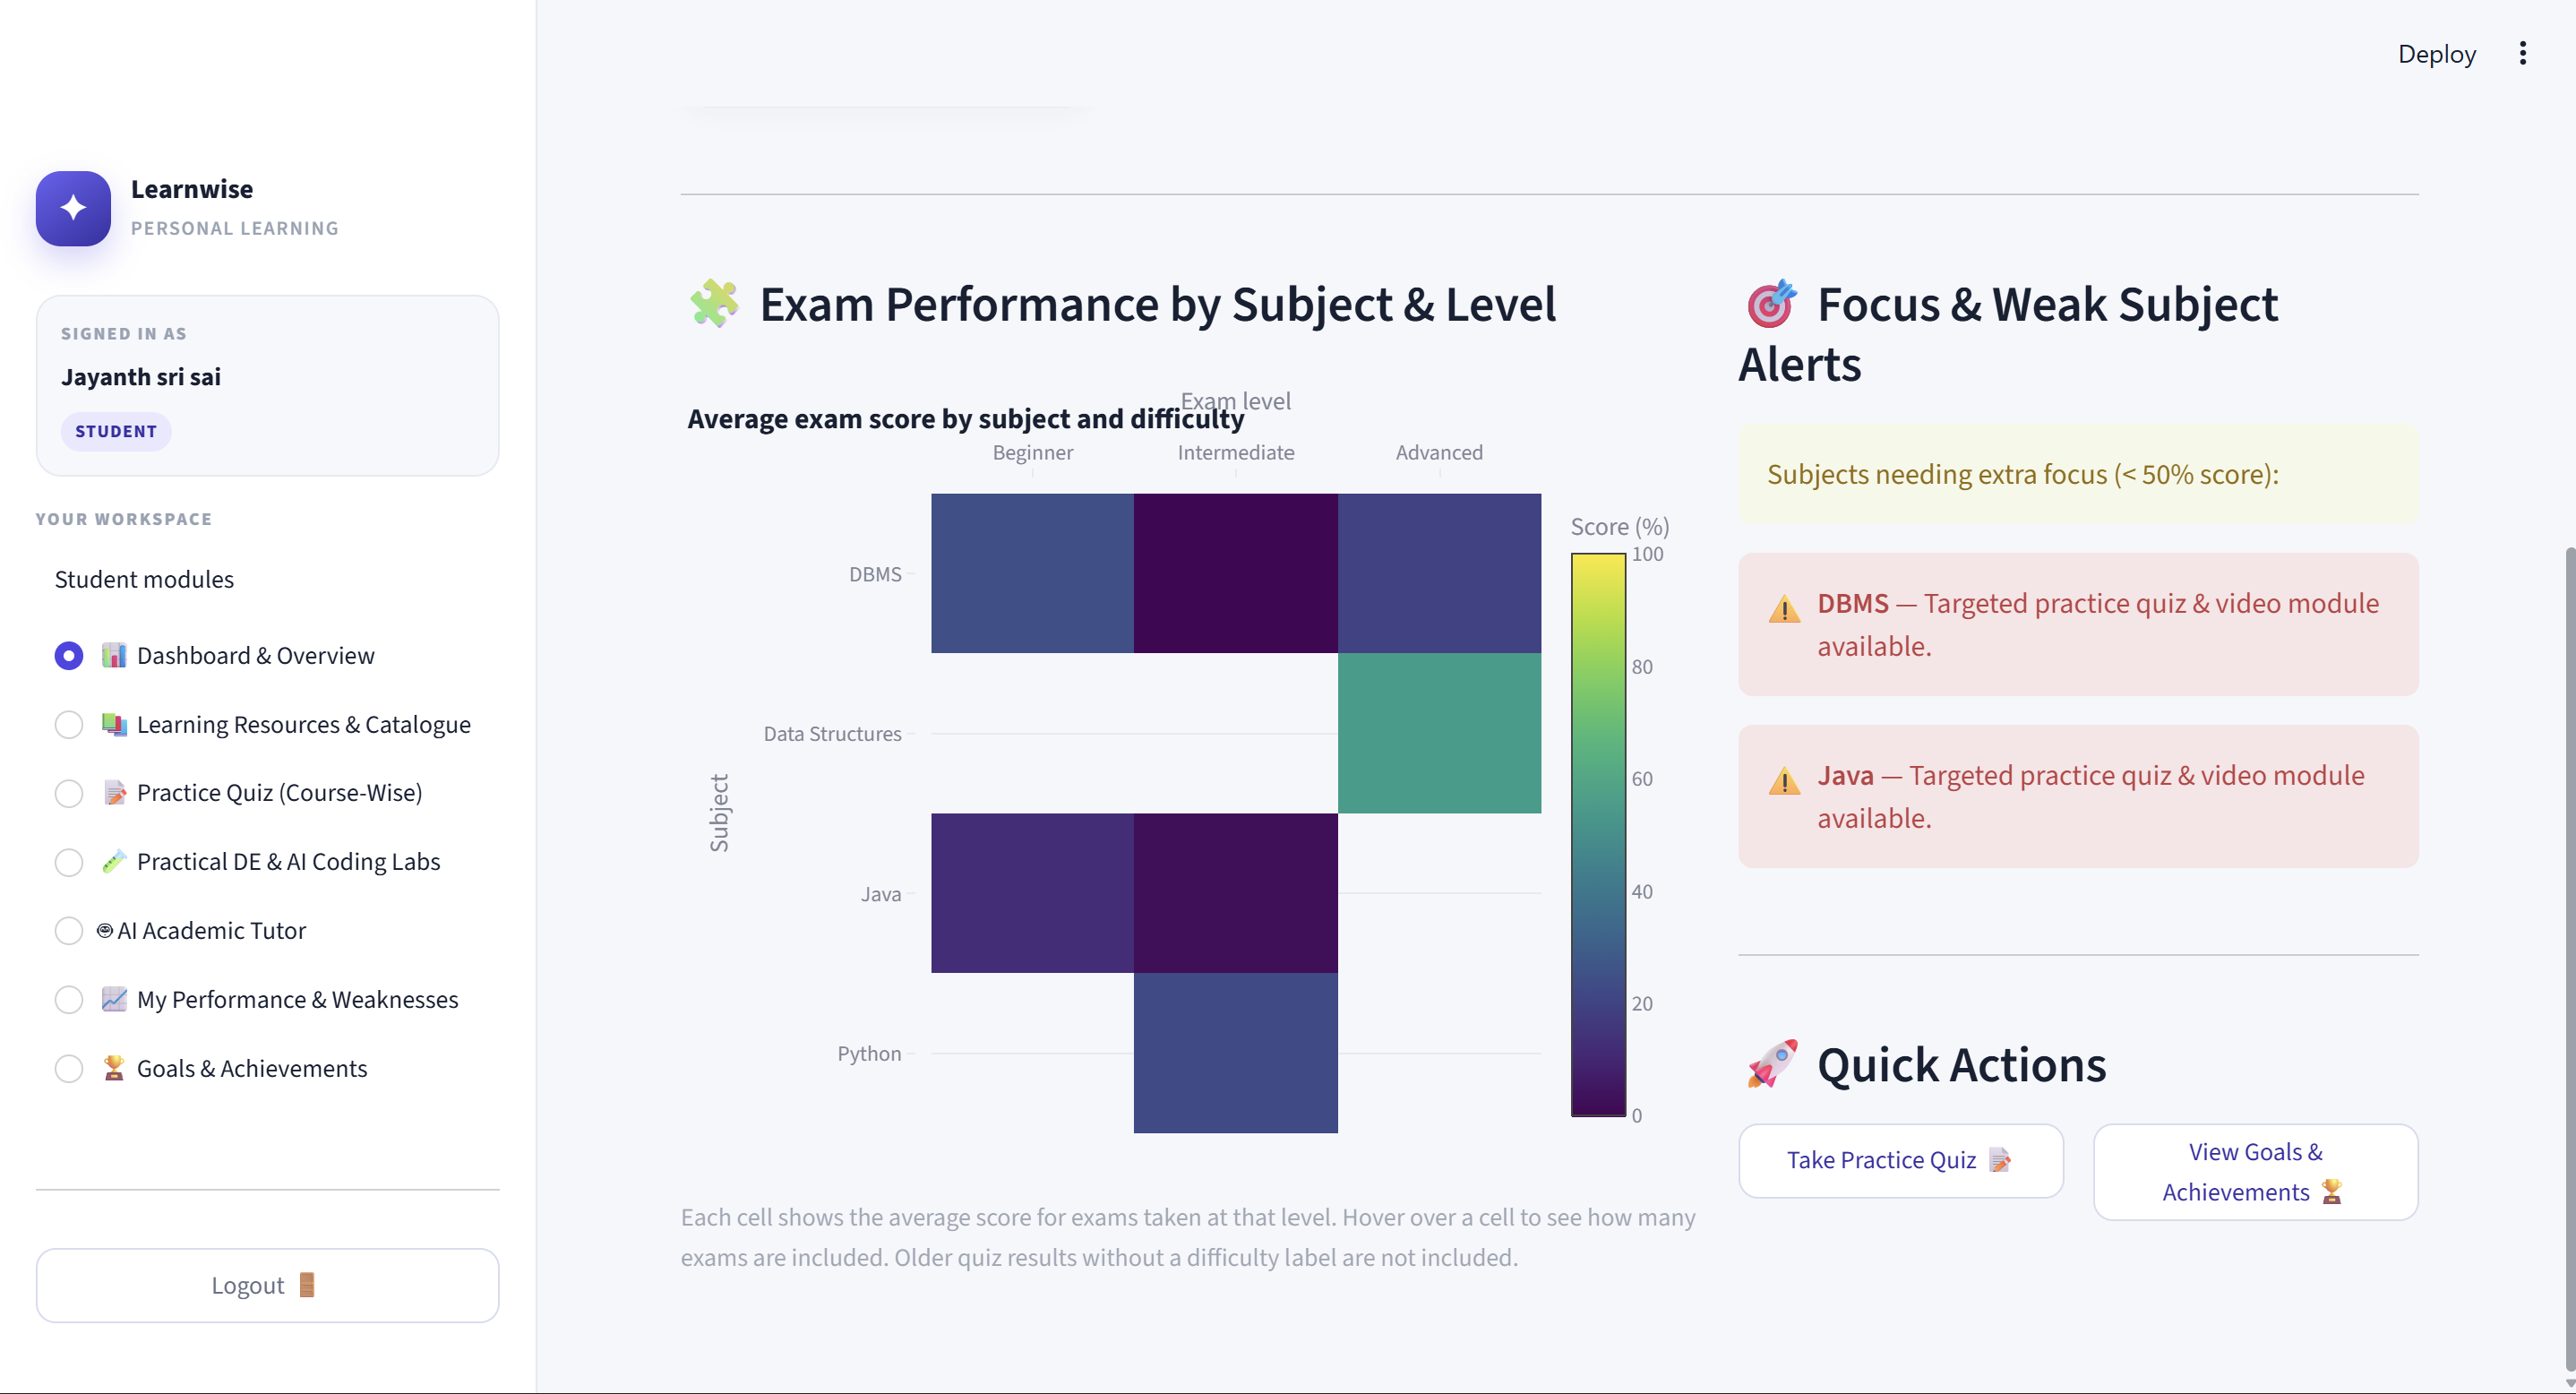 Deploy
Learnwise
PERSONAL LEARNING
SIGNED IN AS
Jayanth sri sai
STUDENT
YOUR WORKSPACE
Student modules
Dashboard & Overview
Learning Resources & Catalogue
Practice Quiz (Course-Wise)
Practical DE & AI Coding Labs
AI Academic Tutor
My Performance & Weaknesses
Goals & Achievements
Logout
Exam Performance by Subject & Level
Exam level
Average exam score by subject and difficulty
Beginner Intermediate Advanced
DBMS
Data Structures
Java
Python
Subject
Score (%)
100
80
60
40
20
0
Each cell shows the average score for exams taken at that level. Hover over a cell to see how many
exams are included. Older quiz results without a difficulty label are not included.
Focus & Weak Subject
Alerts
Subjects needing extra focus (< 50% score):
DBMS — Targeted practice quiz & video module
available.
Java — Targeted practice quiz & video module
available.
Quick Actions
Take Practice Quiz
View Goals &
Achievements